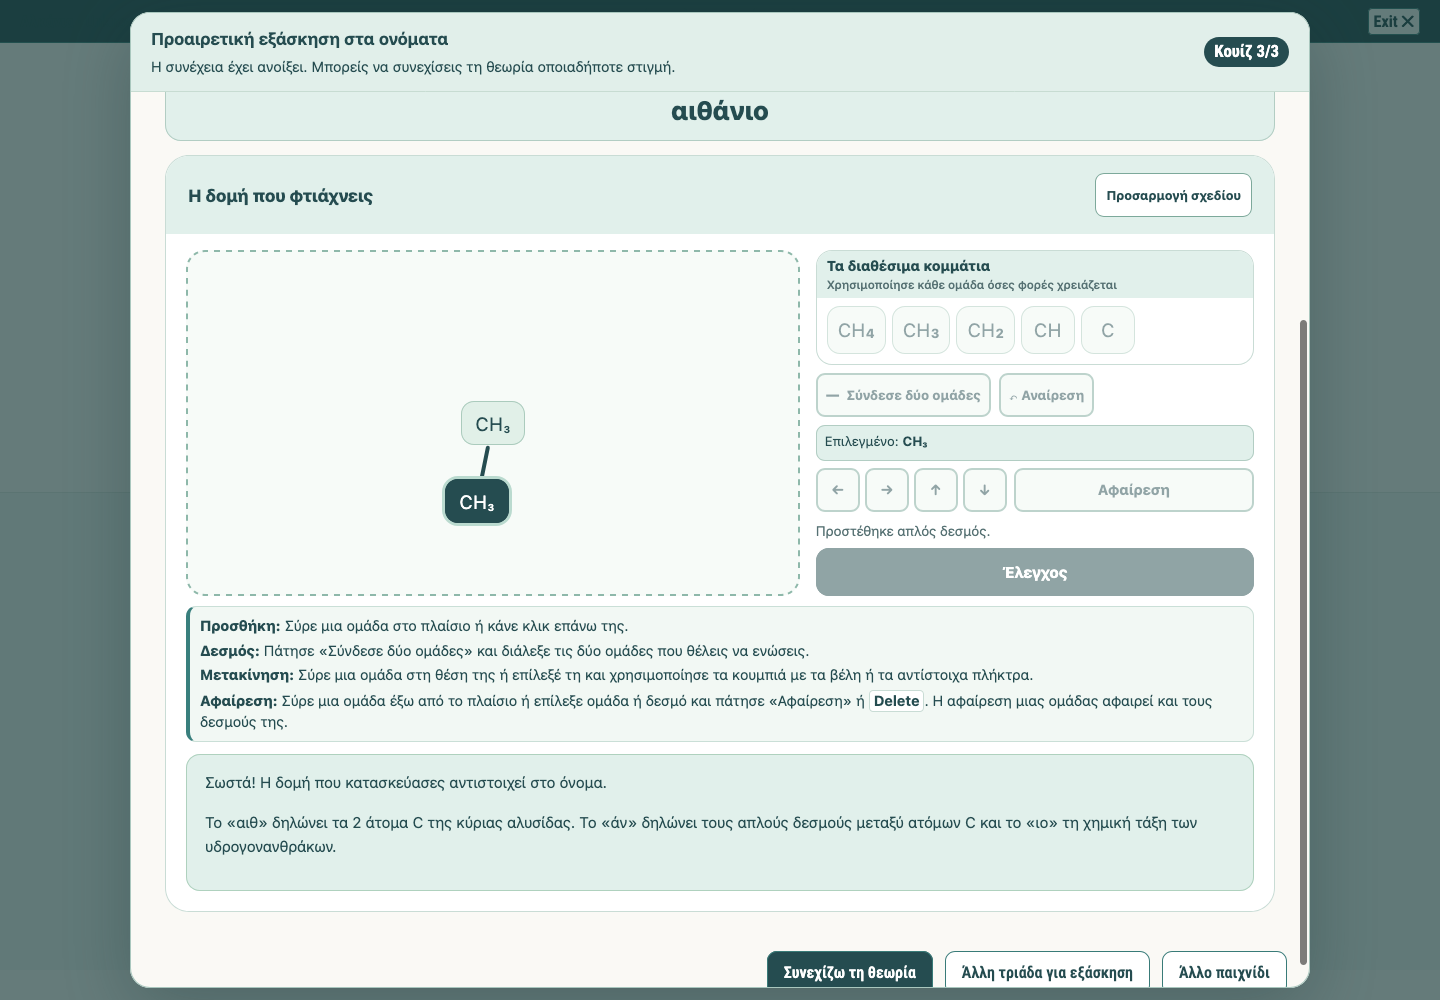 Exit ✕
Προαιρετική εξάσκηση στα ονόματα
Η συνέχεια έχει ανοίξει. Μπορείς να συνεχίσεις τη θεωρία οποιαδήποτε στιγμή.
Κουίζ 3/3
αιθάνιο
Η δομή που φτιάχνεις
Προσαρμογή σχεδίου
CH₃
CH₃
Τα διαθέσιμα κομμάτια
Χρησιμοποίησε κάθε ομάδα όσες φορές χρειάζεται
CH₄ CH₃ CH₂ CH C
— Σύνδεσε δύο ομάδες
↶ Αναίρεση
Επιλεγμένο: CH₃
← → ↑ ↓ Αφαίρεση
Προστέθηκε απλός δεσμός.
Έλεγχος
Προσθήκη: Σύρε μια ομάδα στο πλαίσιο ή κάνε κλικ επάνω της.
Δεσμός: Πάτησε «Σύνδεσε δύο ομάδες» και διάλεξε τις δύο ομάδες που θέλεις να ενώσεις.
Μετακίνηση: Σύρε μια ομάδα στη θέση της ή επίλεξέ τη και χρησιμοποίησε τα κουμπιά με τα βέλη ή τα αντίστοιχα πλήκτρα.
Αφαίρεση: Σύρε μια ομάδα έξω από το πλαίσιο ή επίλεξε ομάδα ή δεσμό και πάτησε «Αφαίρεση» ή Delete. Η αφαίρεση μιας ομάδας αφαιρεί και τους
δεσμούς της.
Σωστά! Η δομή που κατασκεύασες αντιστοιχεί στο όνομα.
Το «αιθ» δηλώνει τα 2 άτομα C της κύριας αλυσίδας. Το «άν» δηλώνει τους απλούς δεσμούς μεταξύ ατόμων C και το «ιο» τη χημική τάξη των
υδρογονανθράκων.
Συνεχίζω τη θεωρία
Άλλη τριάδα για εξάσκηση
Άλλο παιχνίδι